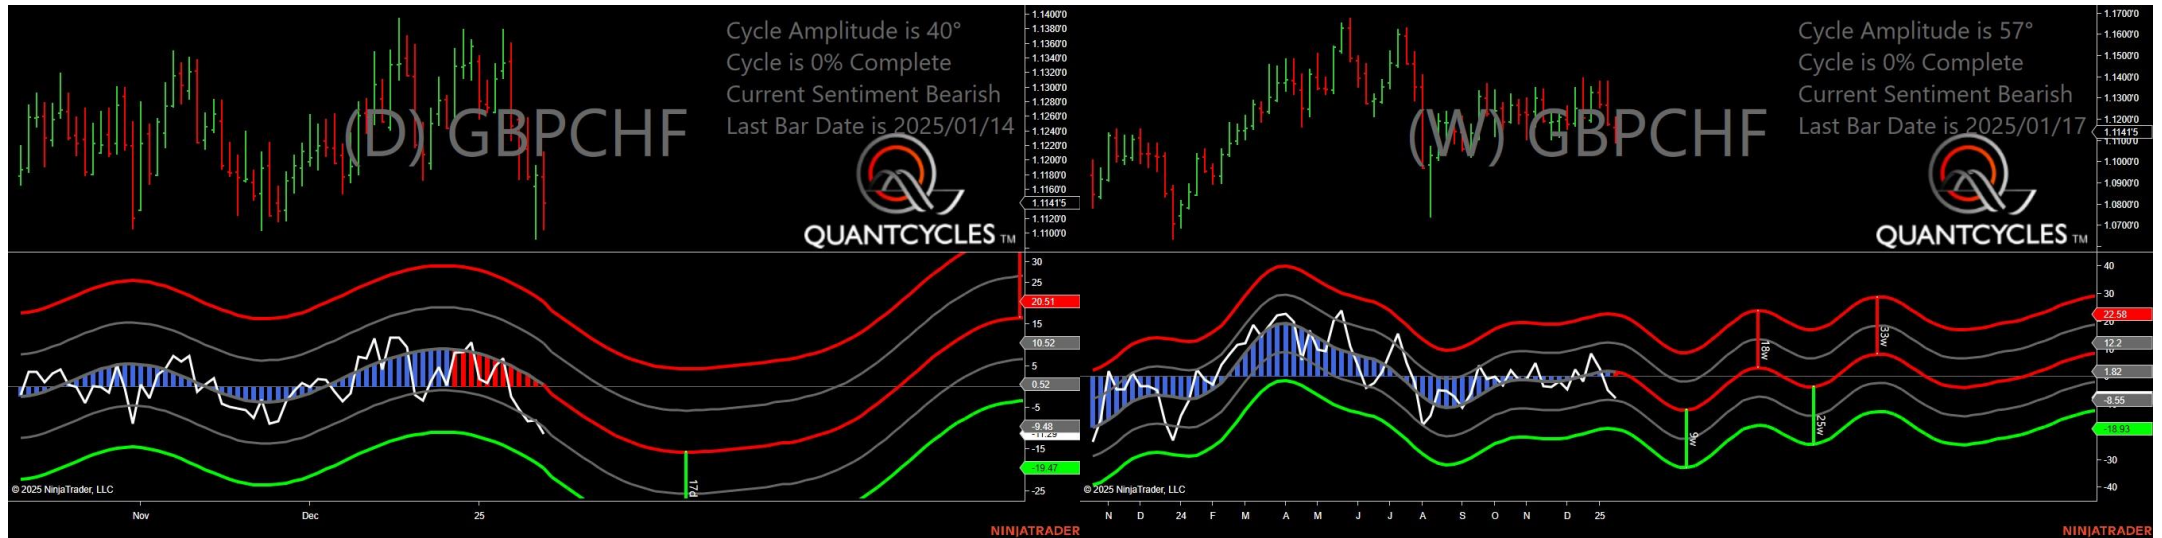 Cycle Amplitude is 40°
Cycle is 0% Complete
Current Sentiment Bearish
Last Bar Date is 2025/01/14
(D) GBPCHF
QUANTCYCLES TM
1.1400'0
1.1380'0
1.1360'0
1.1340'0
1.1320'0
1.1300'0
1.1280'0
1.1260'0
1.1240'0
1.1220'0
1.1200'0
1.1180'0
1.1160'0
1.1141'5
1.1120'0
1.1100'0
30
25
20.51
15
10.52
5
0.52
-5
-9.48
-11.29
-15
-19.47
-25
17d
© 2025 NinjaTrader, LLC
Nov
Dec
25
NINJATRADER
Cycle Amplitude is 57°
Cycle is 0% Complete
Current Sentiment Bearish
Last Bar Date is 2025/01/17
(W) GBPCHF
QUANTCYCLES TM
1.1700'0
1.1600'0
1.1500'0
1.1400'0
1.1300'0
1.1200'0
1.1141'5
1.1100'0
1.1000'0
1.0900'0
1.0800'0
1.0700'0
40
30
22.58
20
12.2
1.82
-8.55
-18.93
-30
-40
9w
18w
25w
33w
© 2025 NinjaTrader, LLC
N D 24 F M A M J J A S O N D 25
NINJATRADER